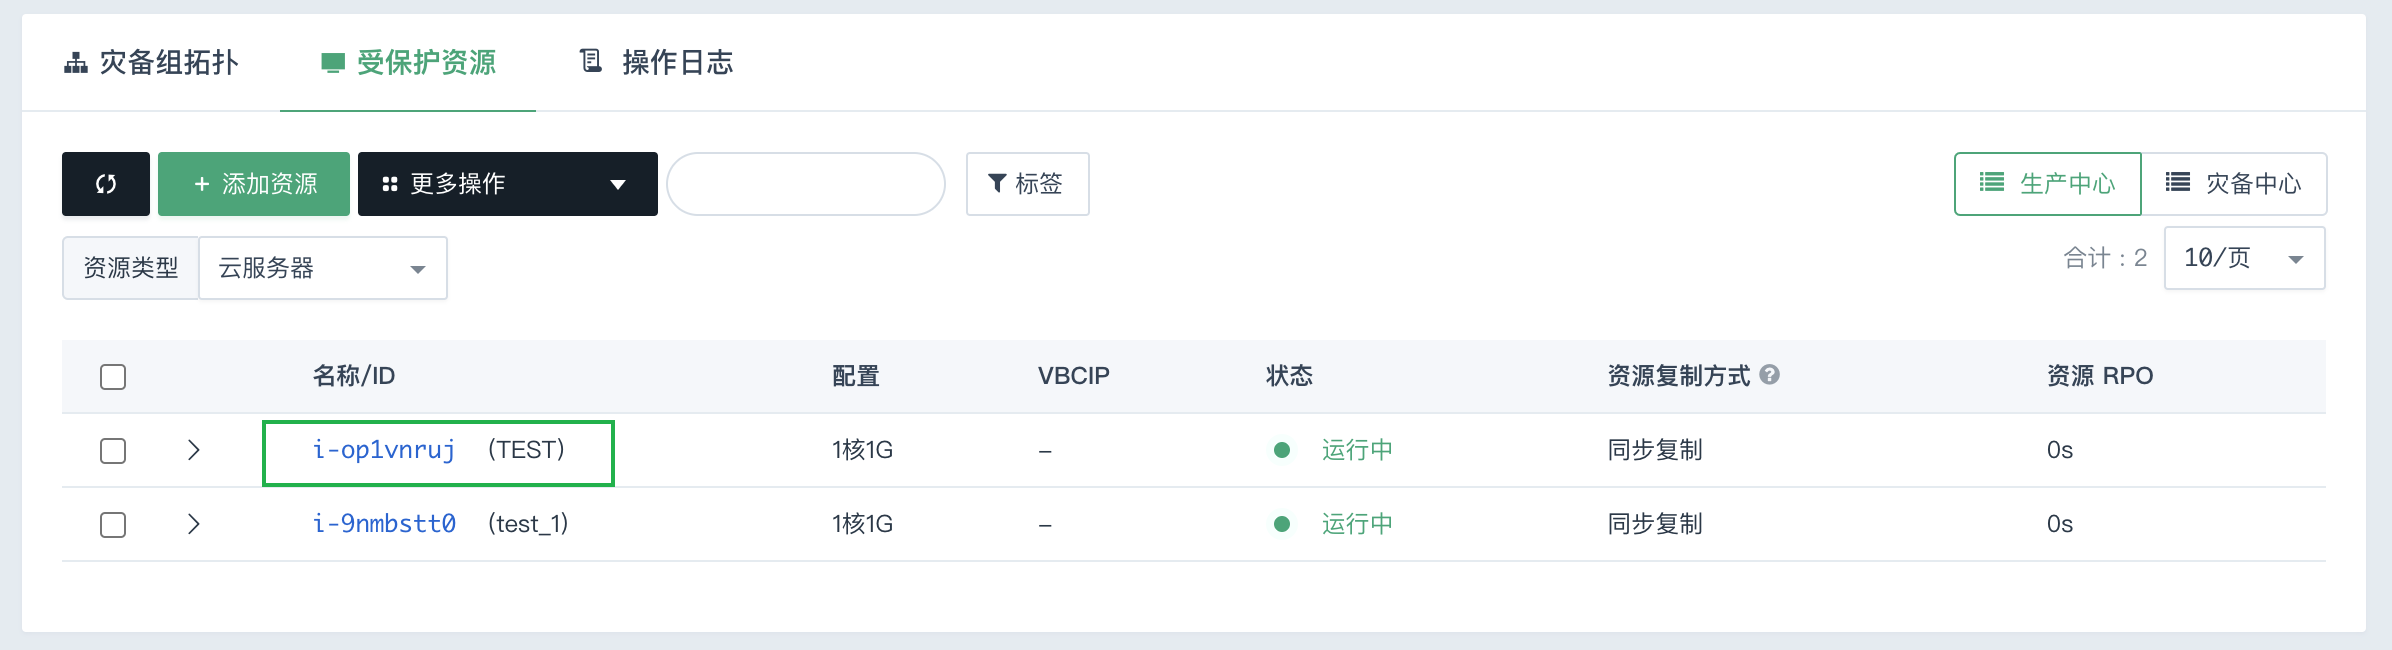 灾备组拓扑 受保护资源 操作日志
+ 添加资源 更多操作 标签 生产中心 灾备中心
资源类型 云服务器 合计：2 10/页
名称/ID 配置 VBCIP 状态 资源复制方式 ? 资源 RPO
i-op1vnruj (TEST) 1核1G – 运行中 同步复制 0s
i-9nmbstt0 (test_1) 1核1G – 运行中 同步复制 0s